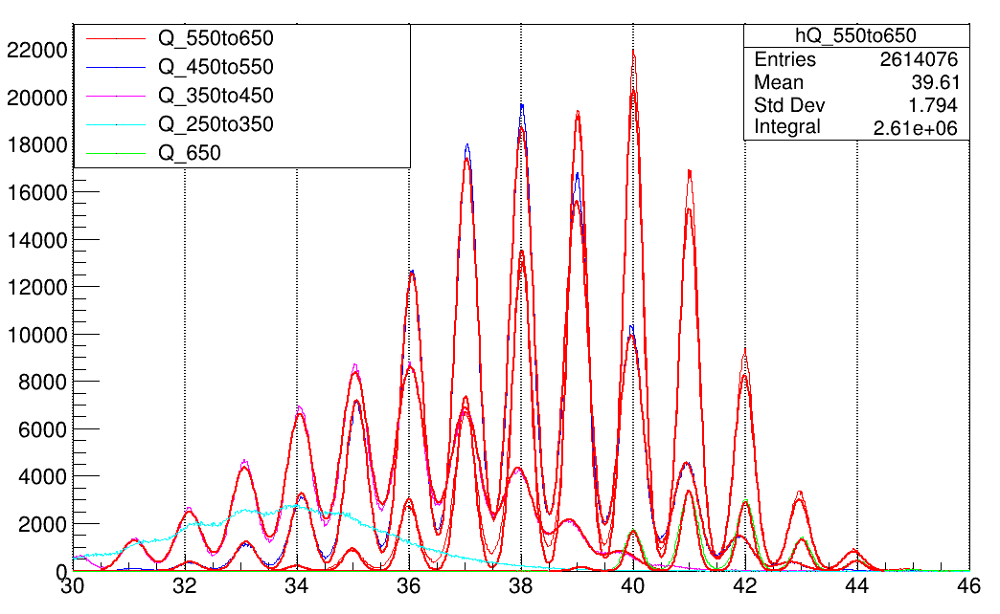 hQ_550to650
Entries 2614076
Mean 39.61
Std Dev 1.794
Integral 2.61e+06
Q_550to650
Q_450to550
Q_350to450
Q_250to350
Q_650
22000
20000
18000
16000
14000
12000
10000
8000
6000
4000
2000
0
30 32 34 36 38 40 42 44 46